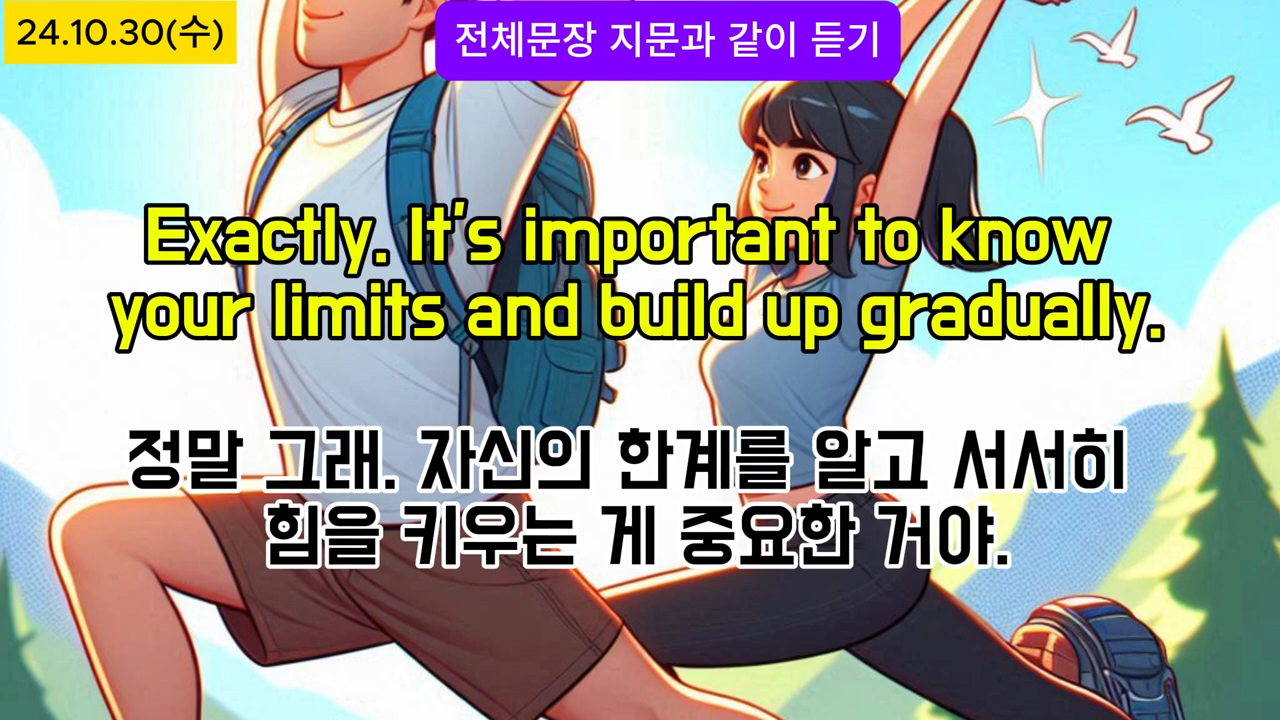 24.10.30(수)
전체문장 지문과 같이 듣기
Exactly. It's important to know
your limits and build up gradually.
정말 그래. 자신의 한계를 알고 서서히
힘을 키우는 게 중요한 거야.